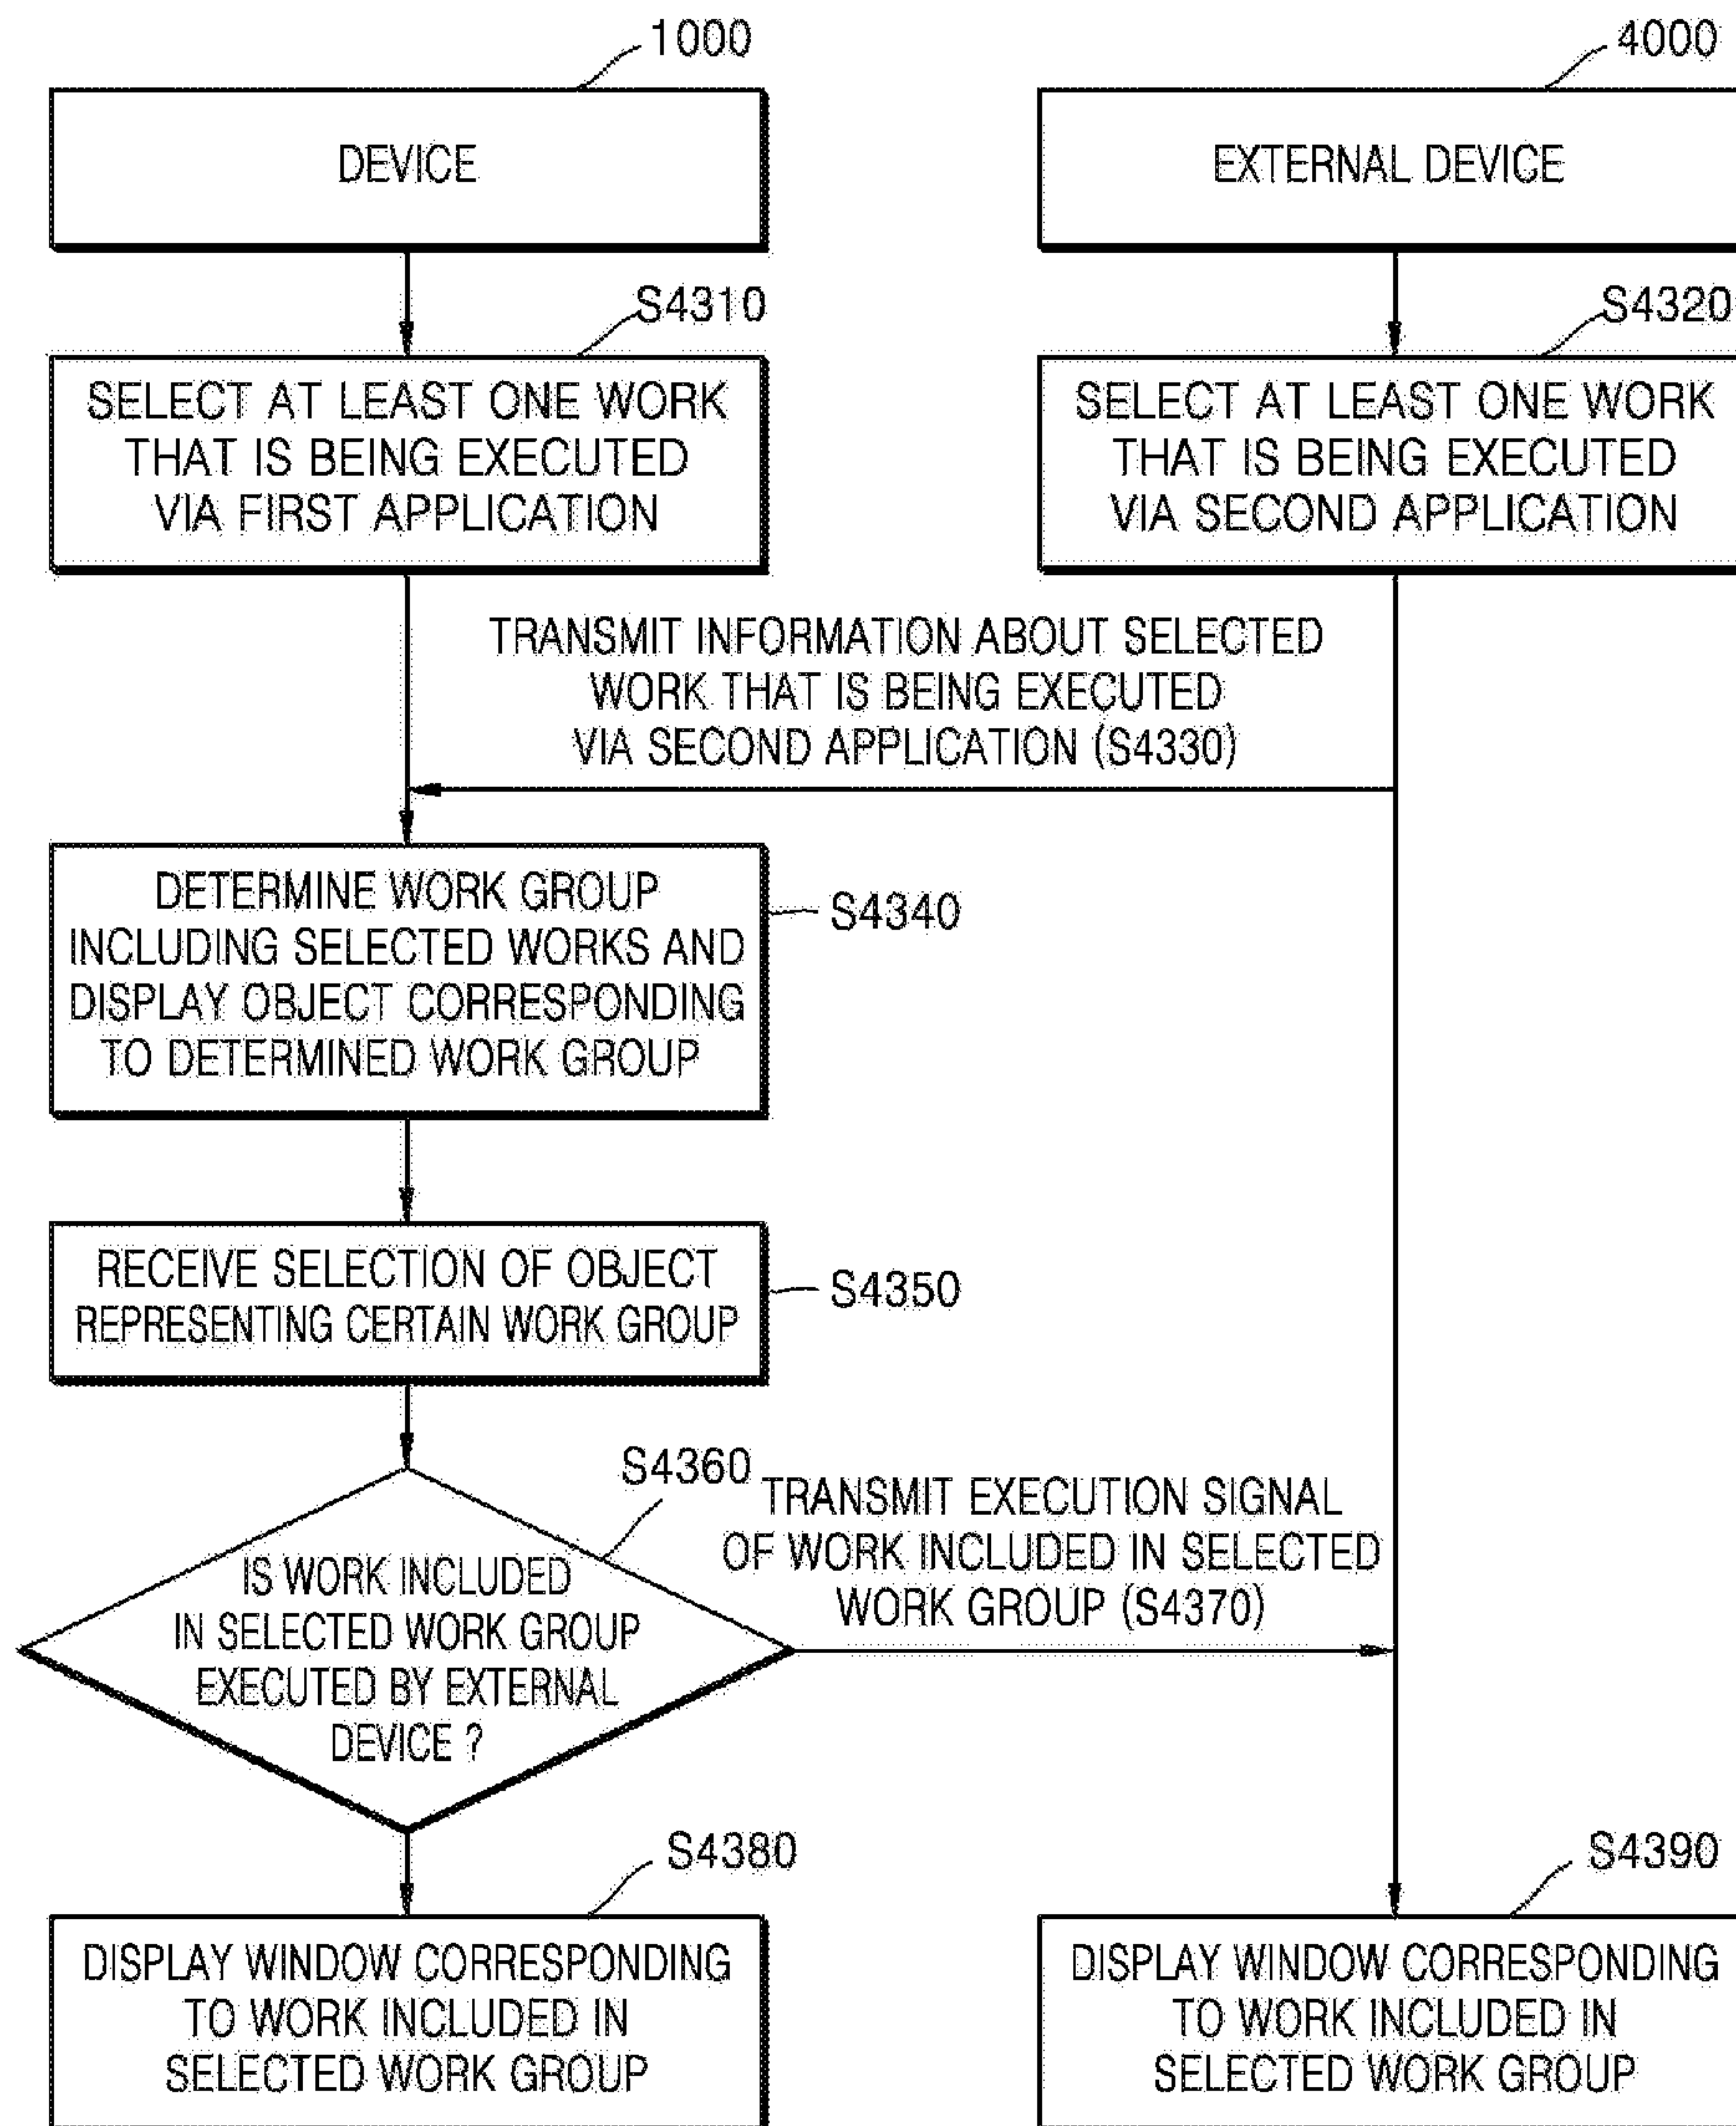 1000
4000
DEVICE
EXTERNAL DEVICE
S4310
S4320
SELECT AT LEAST ONE WORK
THAT IS BEING EXECUTED
VIA FIRST APPLICATION
SELECT AT LEAST ONE WORK
THAT IS BEING EXECUTED
VIA SECOND APPLICATION
TRANSMIT INFORMATION ABOUT SELECTED
WORK THAT IS BEING EXECUTED
VIA SECOND APPLICATION (S4330)
DETERMINE WORK GROUP
INCLUDING SELECTED WORKS AND
DISPLAY OBJECT CORRESPONDING
TO DETERMINED WORK GROUP
S4340
RECEIVE SELECTION OF OBJECT
REPRESENTING CERTAIN WORK GROUP
S4350
S4360
IS WORK INCLUDED
IN SELECTED WORK GROUP
EXECUTED BY EXTERNAL
DEVICE ?
TRANSMIT EXECUTION SIGNAL
OF WORK INCLUDED IN SELECTED
WORK GROUP (S4370)
S4380
S4390
DISPLAY WINDOW CORRESPONDING
TO WORK INCLUDED IN
SELECTED WORK GROUP
DISPLAY WINDOW CORRESPONDING
TO WORK INCLUDED IN
SELECTED WORK GROUP